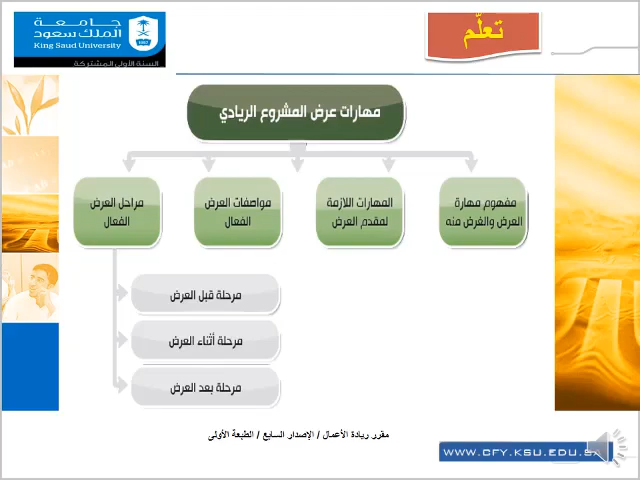 جامعة
الملك سعود
King Saud University
السنة الأولى المشتركة
تعلّم
مهارات عرض المشروع الريادي
مفهوم مهارة
العرض والغرض منه
المهارات اللازمة
لمقدم العرض
مواصفات العرض
الفعال
مراحل العرض
الفعال
مرحلة قبل العرض
مرحلة أثناء العرض
مرحلة بعد العرض
مقرر ريادة الأعمال / الإصدار السابع / الطبعة الأولى
WWW.CFY.KSU.EDU.SA